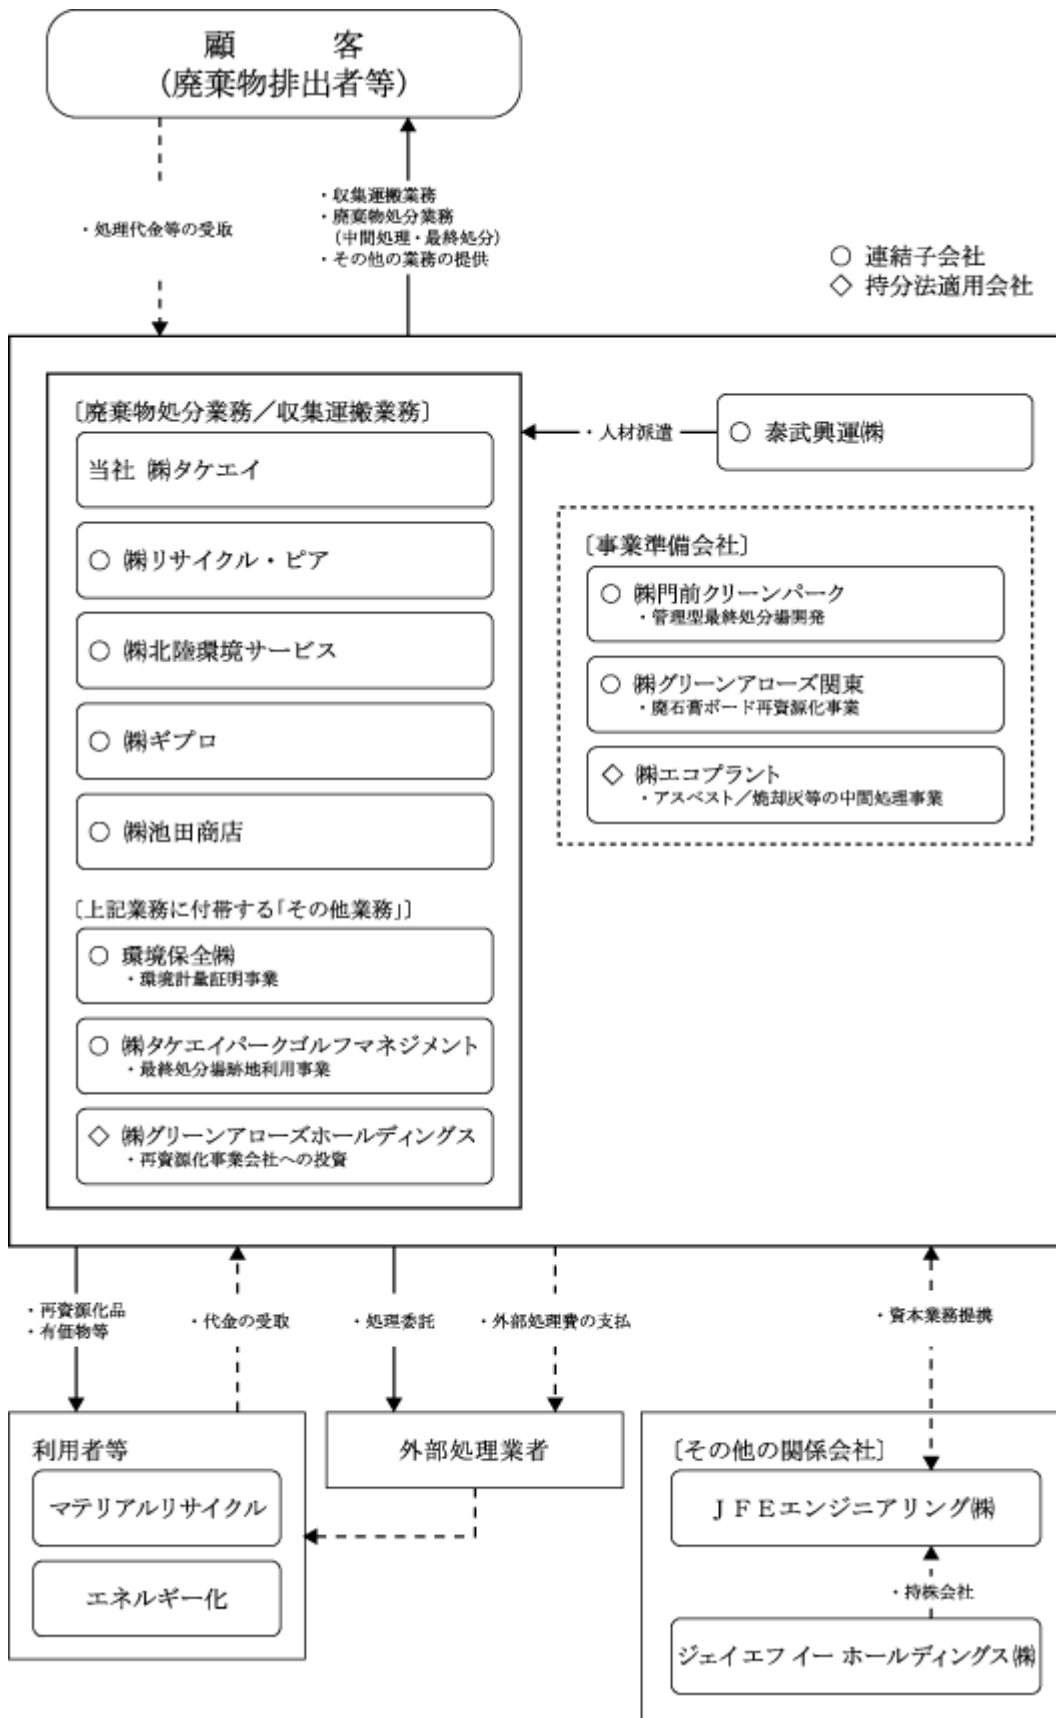 顧　　客
（廃棄物排出者等）
・処理代金等の受取
・収集運搬業務
・廃棄物処分業務
（中間処理・最終処分）
・その他の業務の提供
○ 連結子会社
◇ 持分法適用会社
〔廃棄物処分業務／収集運搬業務〕
当社 ㈱タケエイ
○ ㈱リサイクル・ピア
○ ㈱北陸環境サービス
○ ㈱ギプロ
○ ㈱池田商店
〔上記業務に付帯する「その他業務」〕
○ 環境保全㈱
・環境計量証明事業
○ ㈱タケエイパークゴルフマネジメント
・最終処分場跡地利用事業
◇ ㈱グリーンアローズホールディングス
・再資源化事業会社への投資
・人材派遣
○ 泰武興運㈱
〔事業準備会社〕
○ ㈱門前クリーンパーク
・管理型最終処分場開発
○ ㈱グリーンアローズ関東
・廃石膏ボード再資源化事業
◇ ㈱エコプラント
・アスベスト／焼却灰等の中間処理事業
・再資源化品
・有価物等
・代金の受取
・処理委託
・外部処理費の支払
・資本業務提携
利用者等
マテリアルリサイクル
エネルギー化
外部処理業者
〔その他の関係会社〕
ＪＦＥエンジニアリング㈱
・持株会社
ジェイ エフ イー ホールディングス㈱